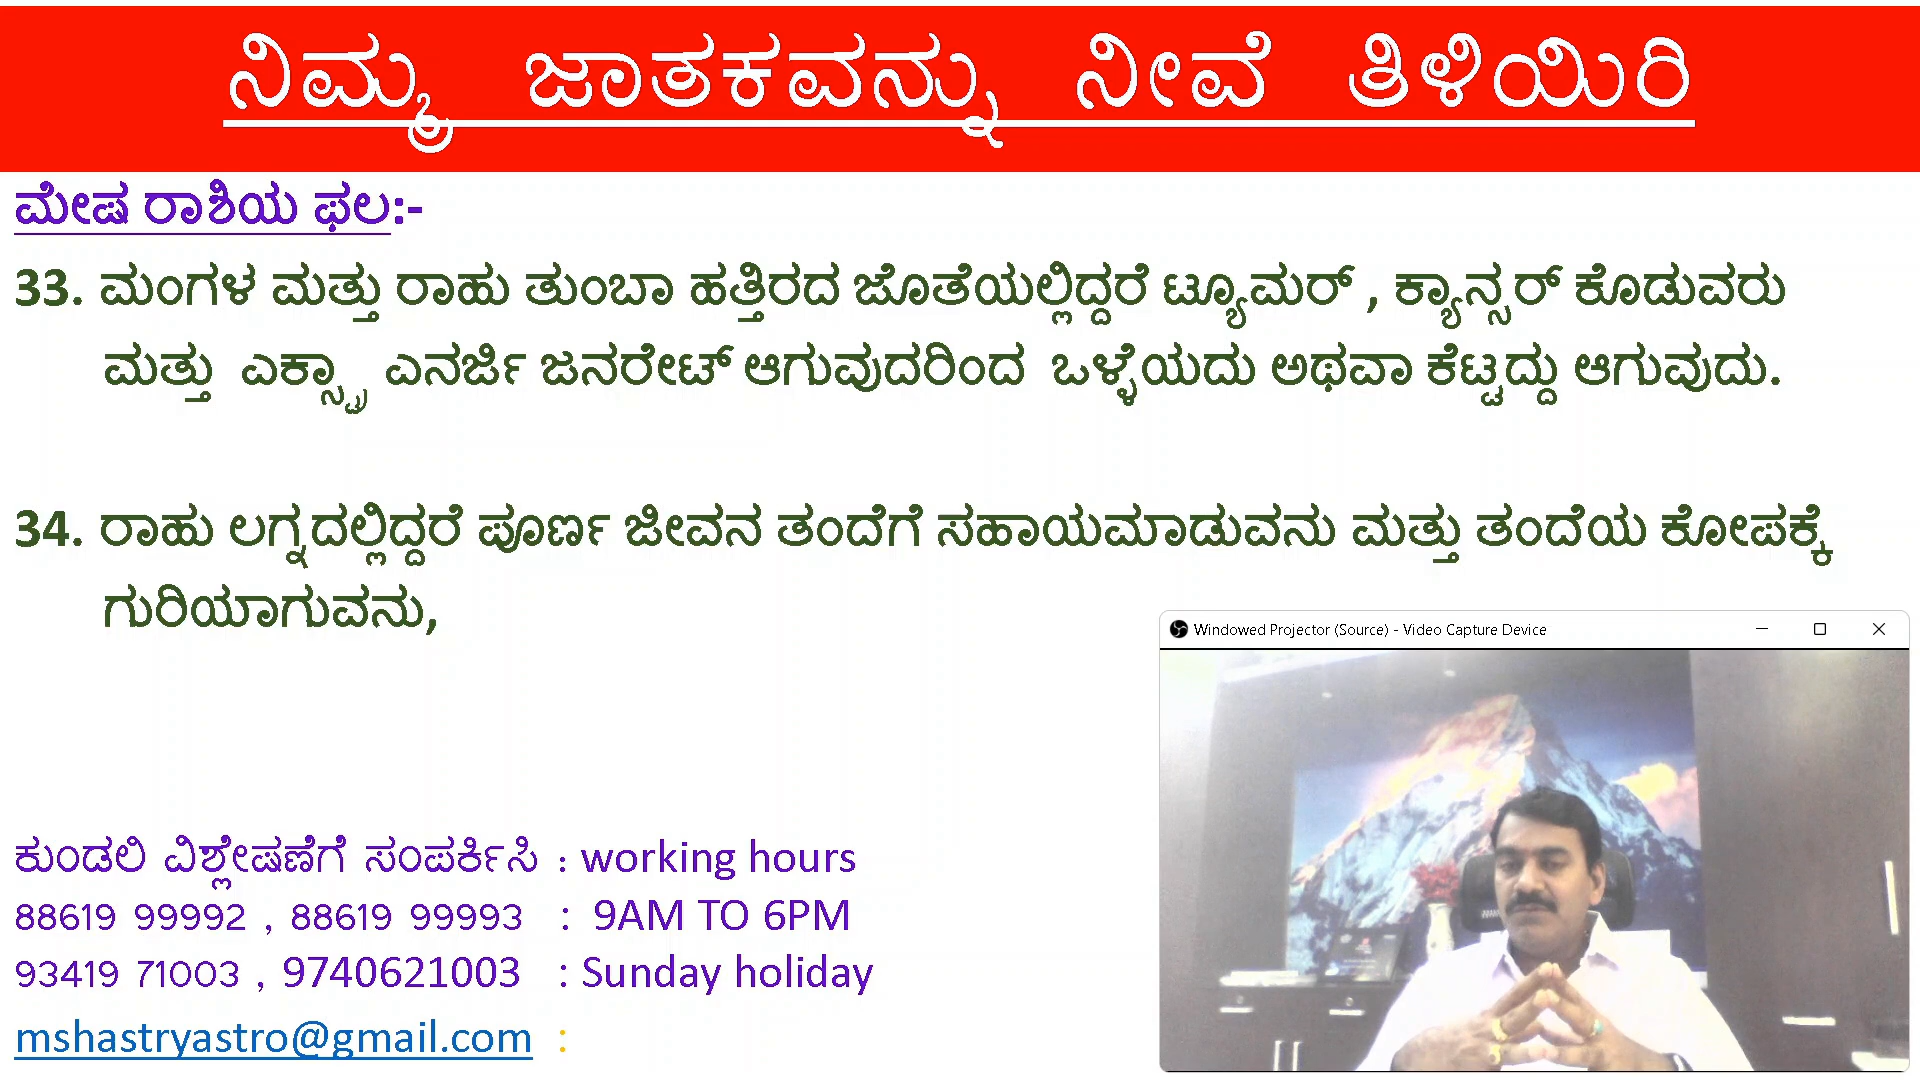 ನಿಮ್ಮ ಜಾತಕವನ್ನು ನೀವೆ ತಿಳಿಯಿರಿ
ಮೇಷ ರಾಶಿಯ ಫಲ:-
33. ಮಂಗಳ ಮತ್ತು ರಾಹು ತುಂಬಾ ಹತ್ತಿರದ ಜೊತೆಯಲ್ಲಿದ್ದರೆ ಟ್ಯೂಮರ್ , ಕ್ಯಾನ್ಸರ್ ಕೊಡುವರು
ಮತ್ತು ಎಕ್ಸ್ಟ್ರಾ ಎನರ್ಜಿ ಜನರೇಟ್ ಆಗುವುದರಿಂದ ಒಳ್ಳೆಯದು ಅಥವಾ ಕೆಟ್ಟದ್ದು ಆಗುವುದು.
34. ರಾಹು ಲಗ್ನದಲ್ಲಿದ್ದರೆ ಪೂರ್ಣ ಜೀವನ ತಂದೆಗೆ ಸಹಾಯಮಾಡುವನು ಮತ್ತು ತಂದೆಯ ಕೋಪಕ್ಕೆ
ಗುರಿಯಾಗುವನು,
Windowed Projector (Source) - Video Capture Device
ಕುಂಡಲಿ ವಿಶ್ಲೇಷಣೆಗೆ ಸಂಪರ್ಕಿಸಿ : working hours
88619 99992 , 88619 99993 : 9AM TO 6PM
93419 71003 , 9740621003 : Sunday holiday
mshastryastro@gmail.com :